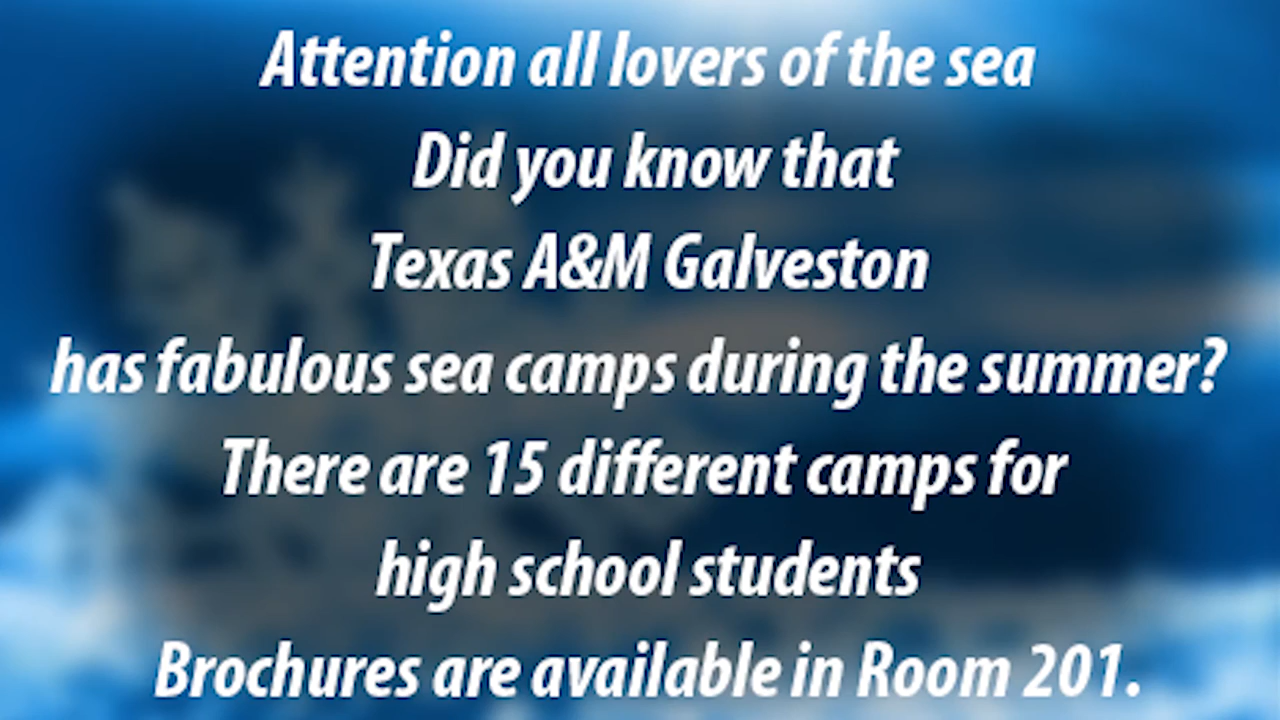 Attention all lovers of the sea
Did you know that
Texas A&M Galveston
has fabulous sea camps during the summer?
There are 15 different camps for
high school students
Brochures are available in Room 201.